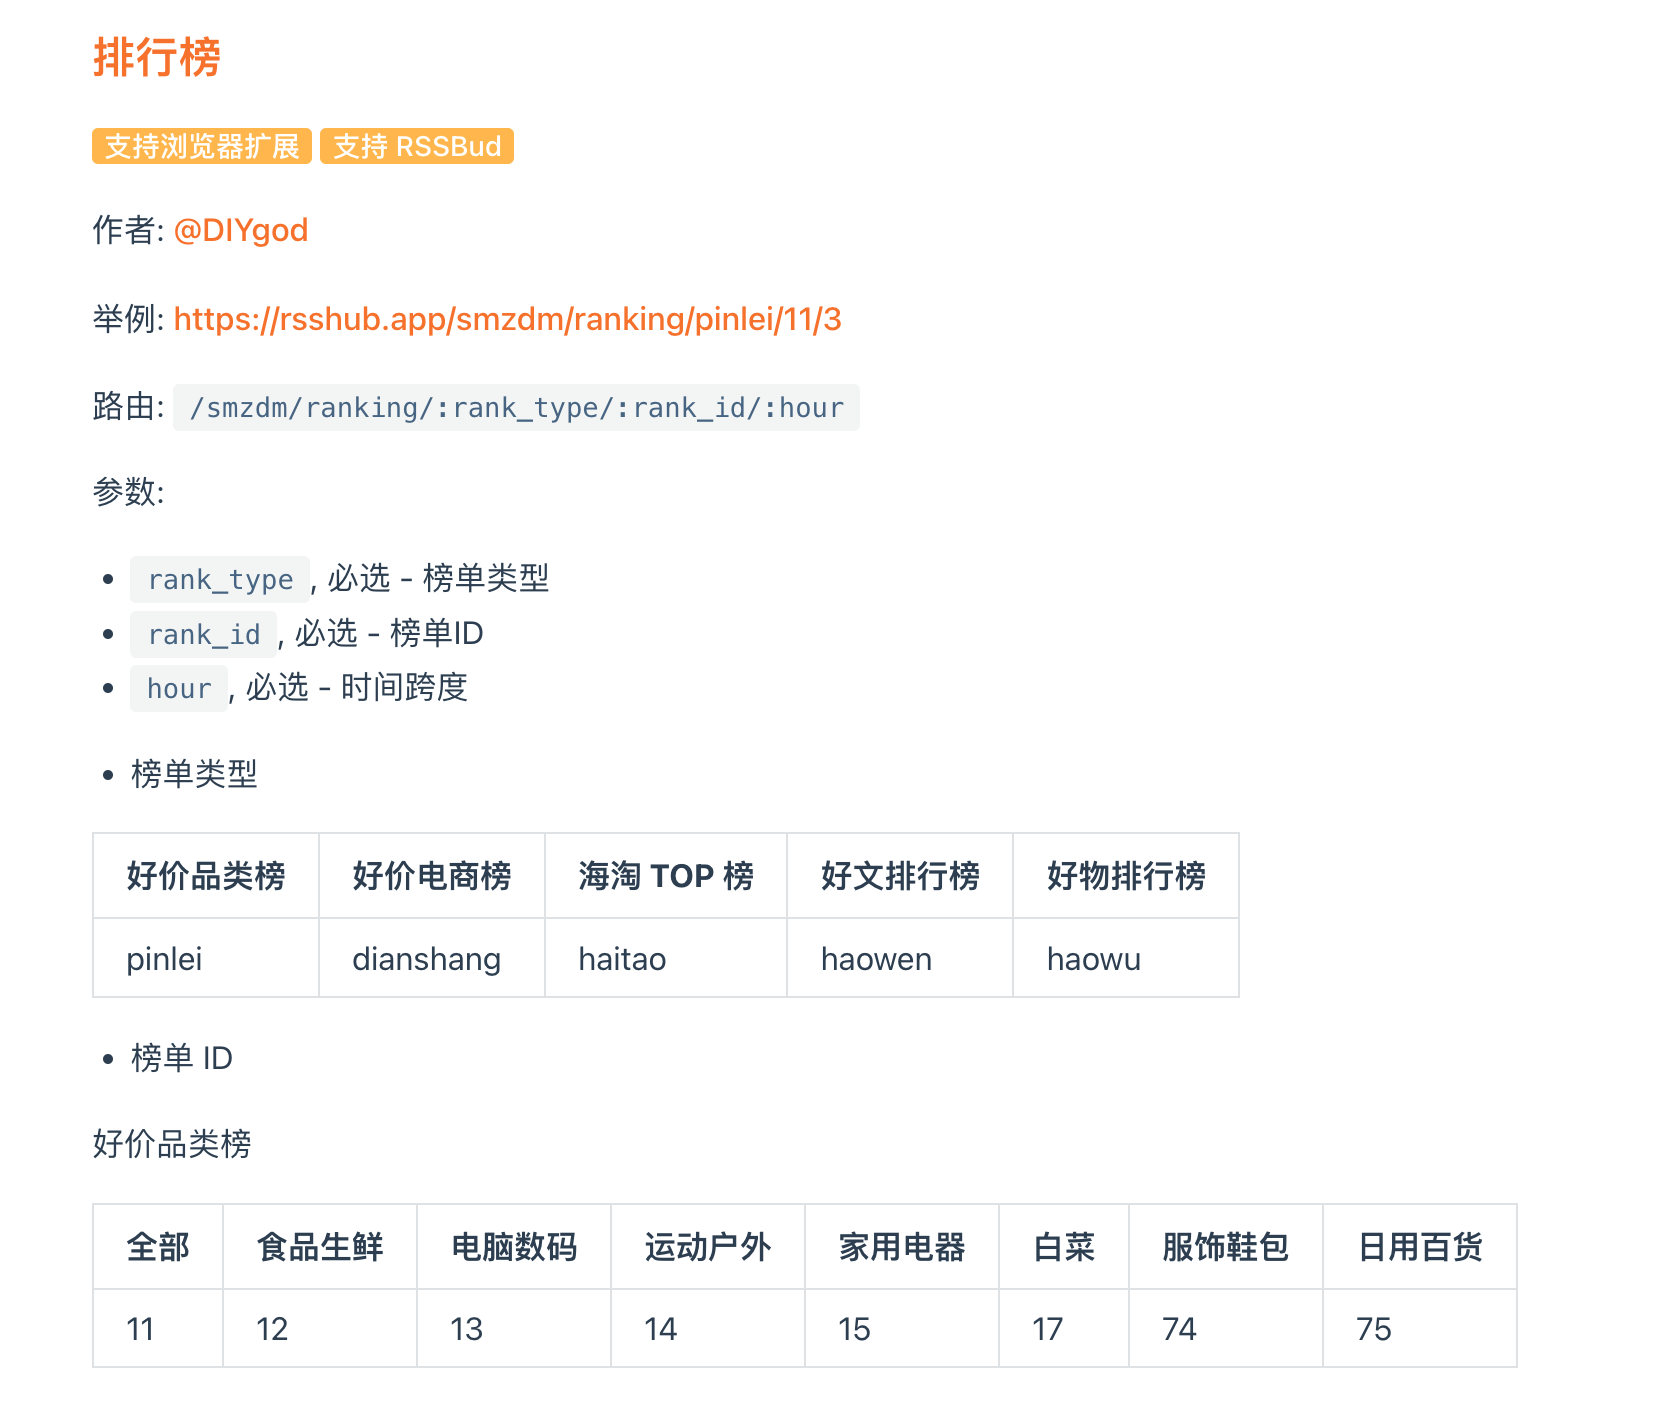 排行榜
支持浏览器扩展 支持 RSSBud
作者: @DIYgod
举例: https://rsshub.app/smzdm/ranking/pinlei/11/3
路由: /smzdm/ranking/:rank_type/:rank_id/:hour
参数:
rank_type, 必选 - 榜单类型
rank_id, 必选 - 榜单ID
hour, 必选 - 时间跨度
榜单类型
好价品类榜 好价电商榜 海淘 TOP 榜 好文排行榜 好物排行榜
pinlei dianshang haitao haowen haowu
榜单 ID
好价品类榜
全部 食品生鲜 电脑数码 运动户外 家用电器 白菜 服饰鞋包 日用百货
11 12 13 14 15 17 74 75